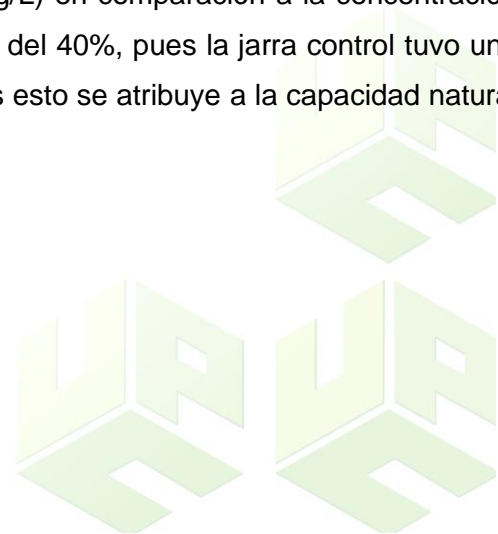 g/L) en comparación a la concentració
del 40%, pues la jarra control tuvo un
s esto se atribuye a la capacidad natura